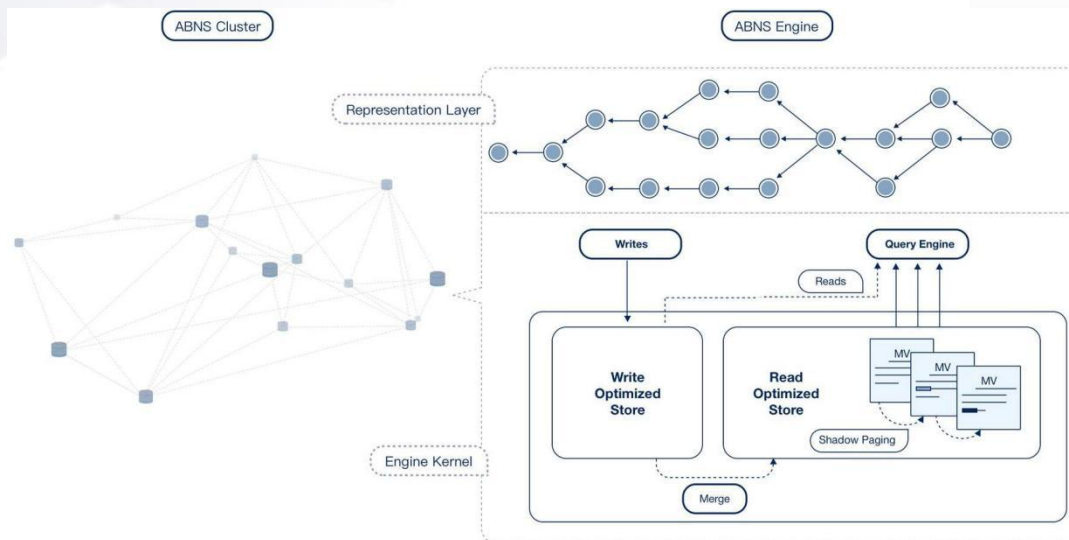 ABNS Cluster
ABNS Engine
Representation Layer
Writes
Query Engine
Reads
Write
Optimized
Store
Read
Optimized
Store
MV
MV
MV
Shadow Paging
Engine Kernel
Merge